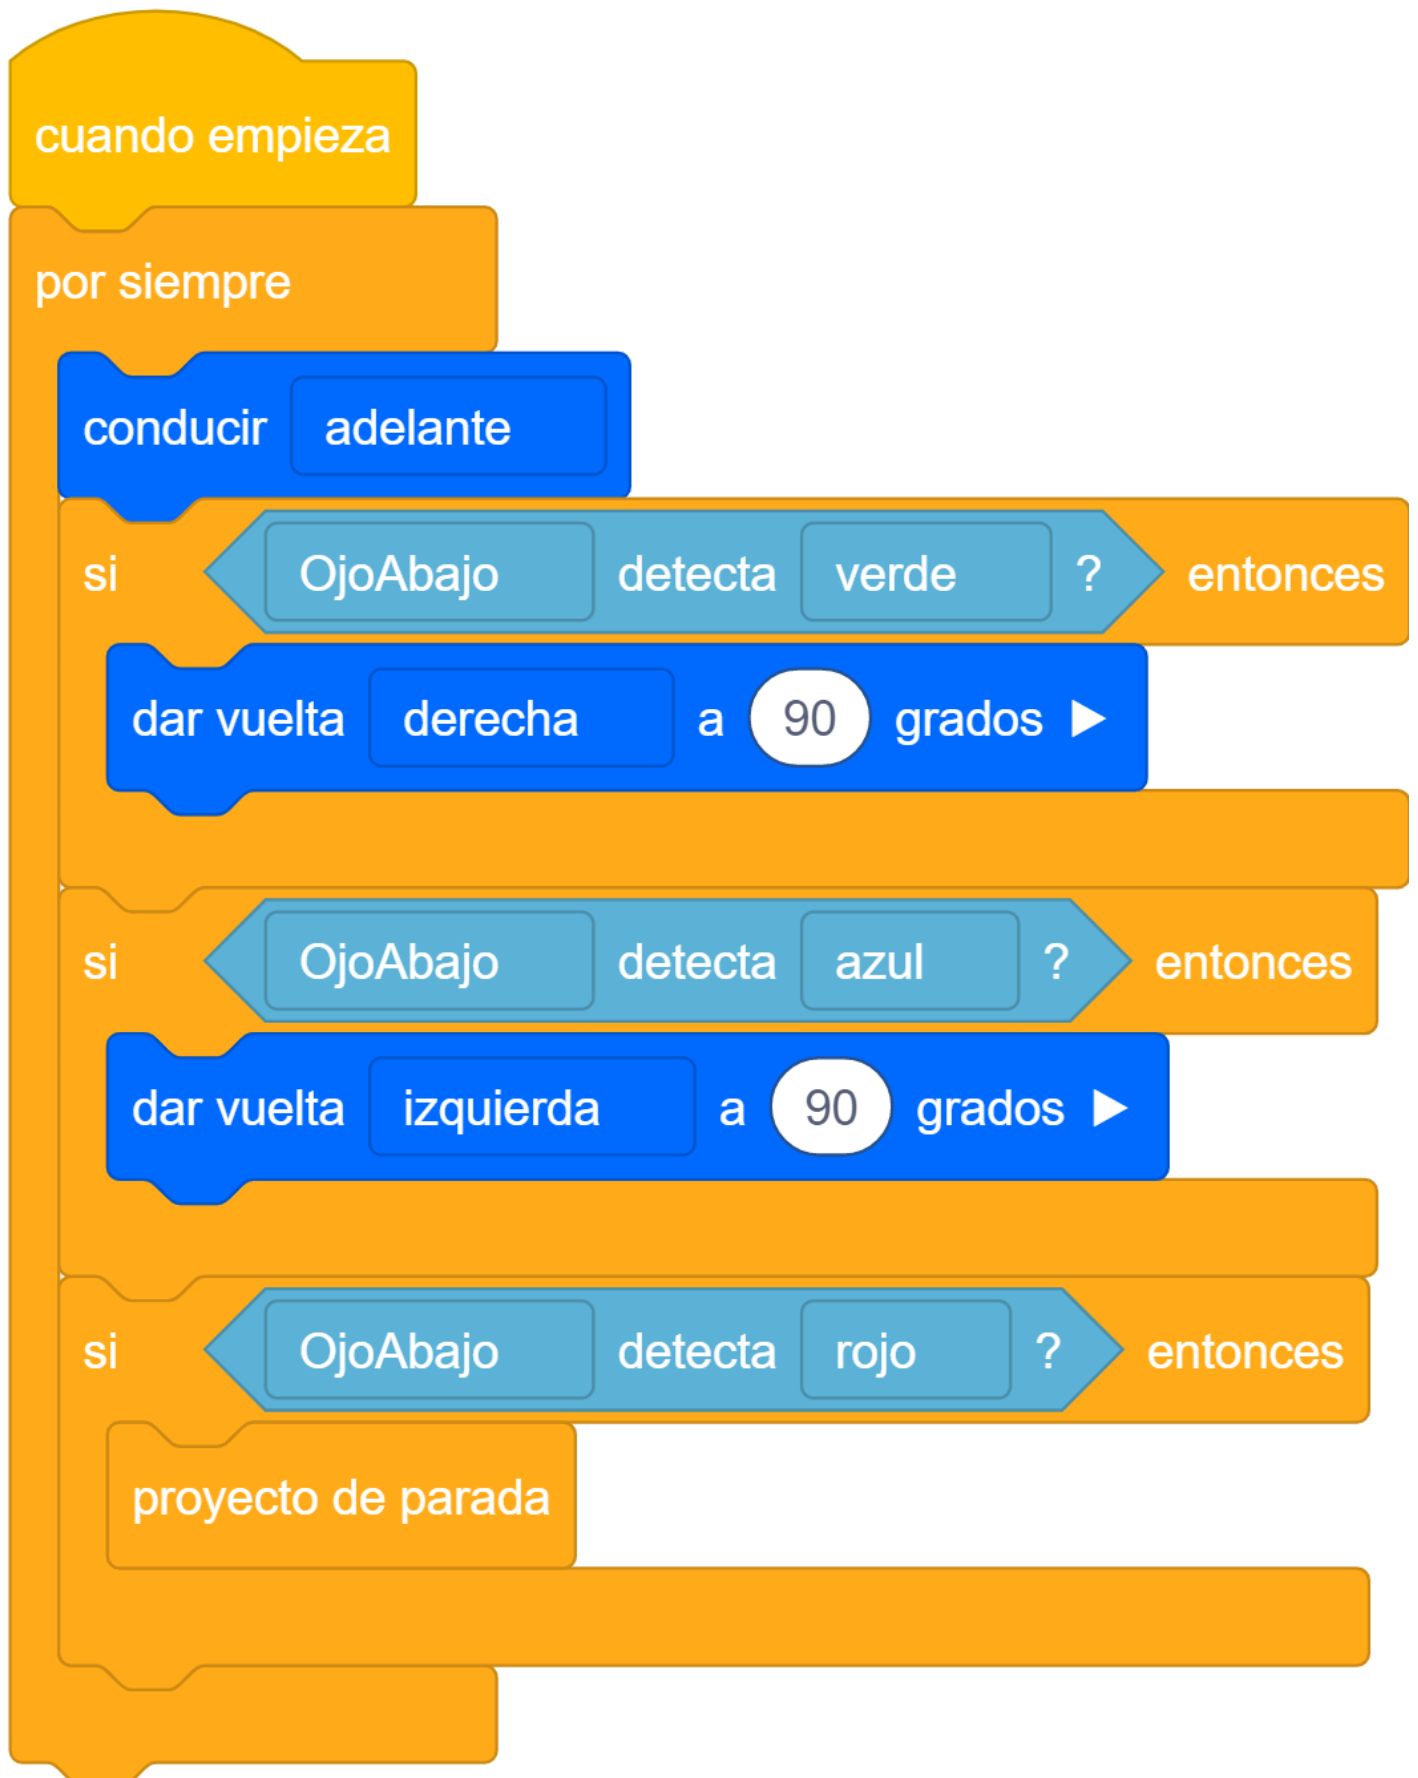 cuando empieza
por siempre
conducir adelante
si OjoAbajo detecta verde ? entonces
dar vuelta derecha a 90 grados
si OjoAbajo detecta azul ? entonces
dar vuelta izquierda a 90 grados
si OjoAbajo detecta rojo ? entonces
proyecto de parada